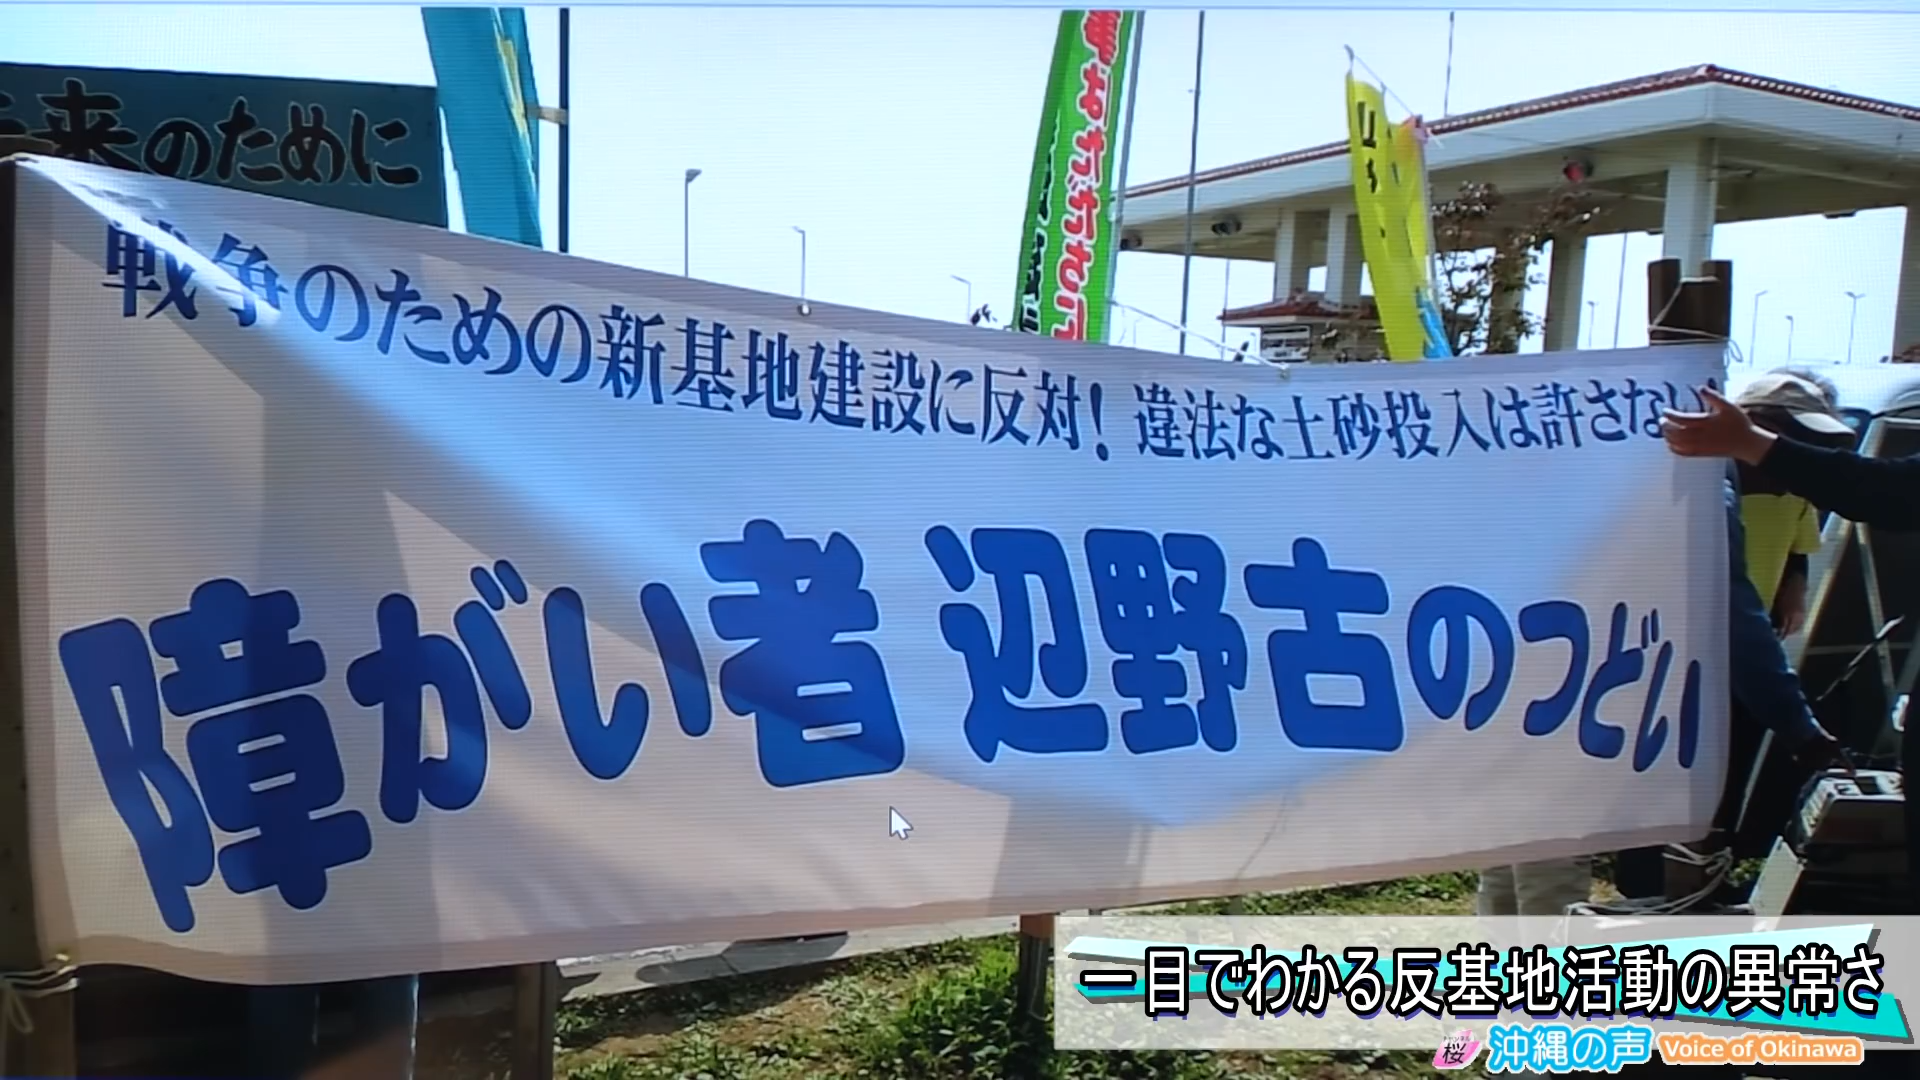 来のために
戦争のための新基地建設に反対！ 違法な土砂投入は許さない
障がい者 辺野古のつどい
一目でわかる反基地活動の異常さ
桜 沖縄の声 Voice of Okinawa